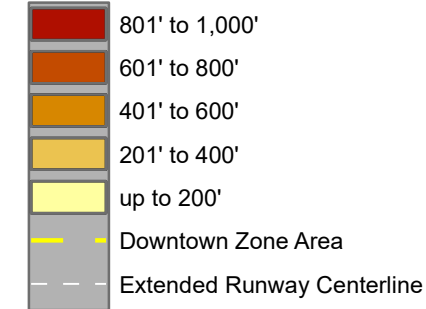 801' to 1,000'
601' to 800'
401' to 600'
201' to 400'
up to 200'
Downtown Zone Area
Extended Runway Centerline